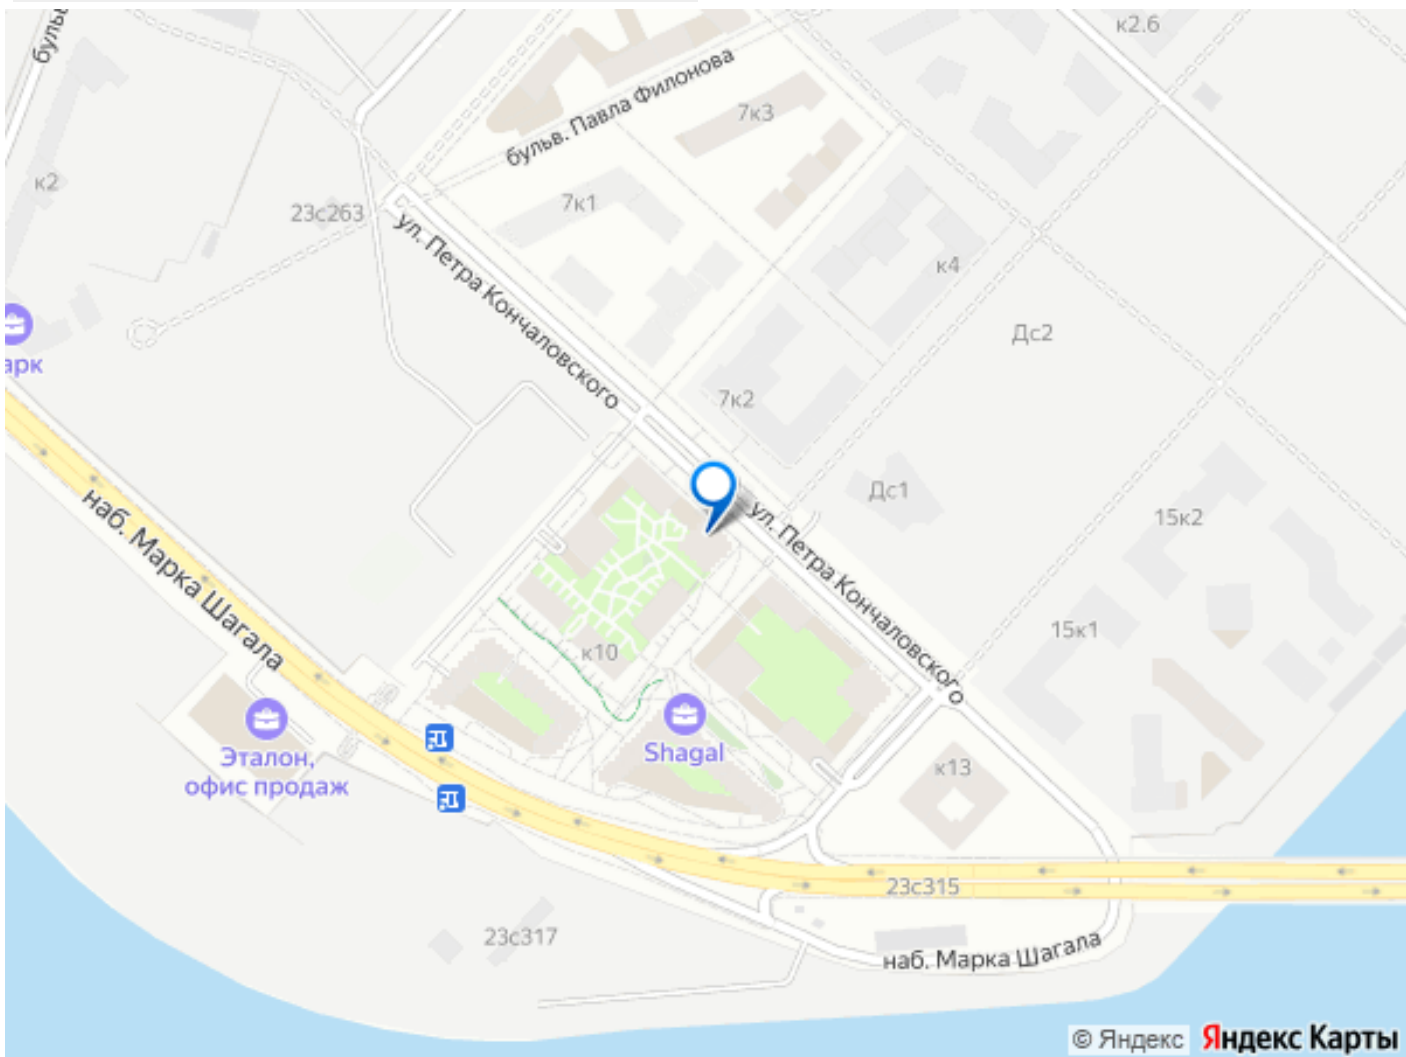 к2.6
бульв. Павла Филонова
7к3
к2
23с263
7к1
ул. Петра Кончаловского
к4
Дс2
арк
7к2
Дс1
ул. Петра Кончаловского
15к2
наб. Марка Шагала
15к1
к10
Shagal
Эталон,
офис продаж
к13
23с315
23с317
наб. Марка Шагала
© Яндекс Яндекс Карты